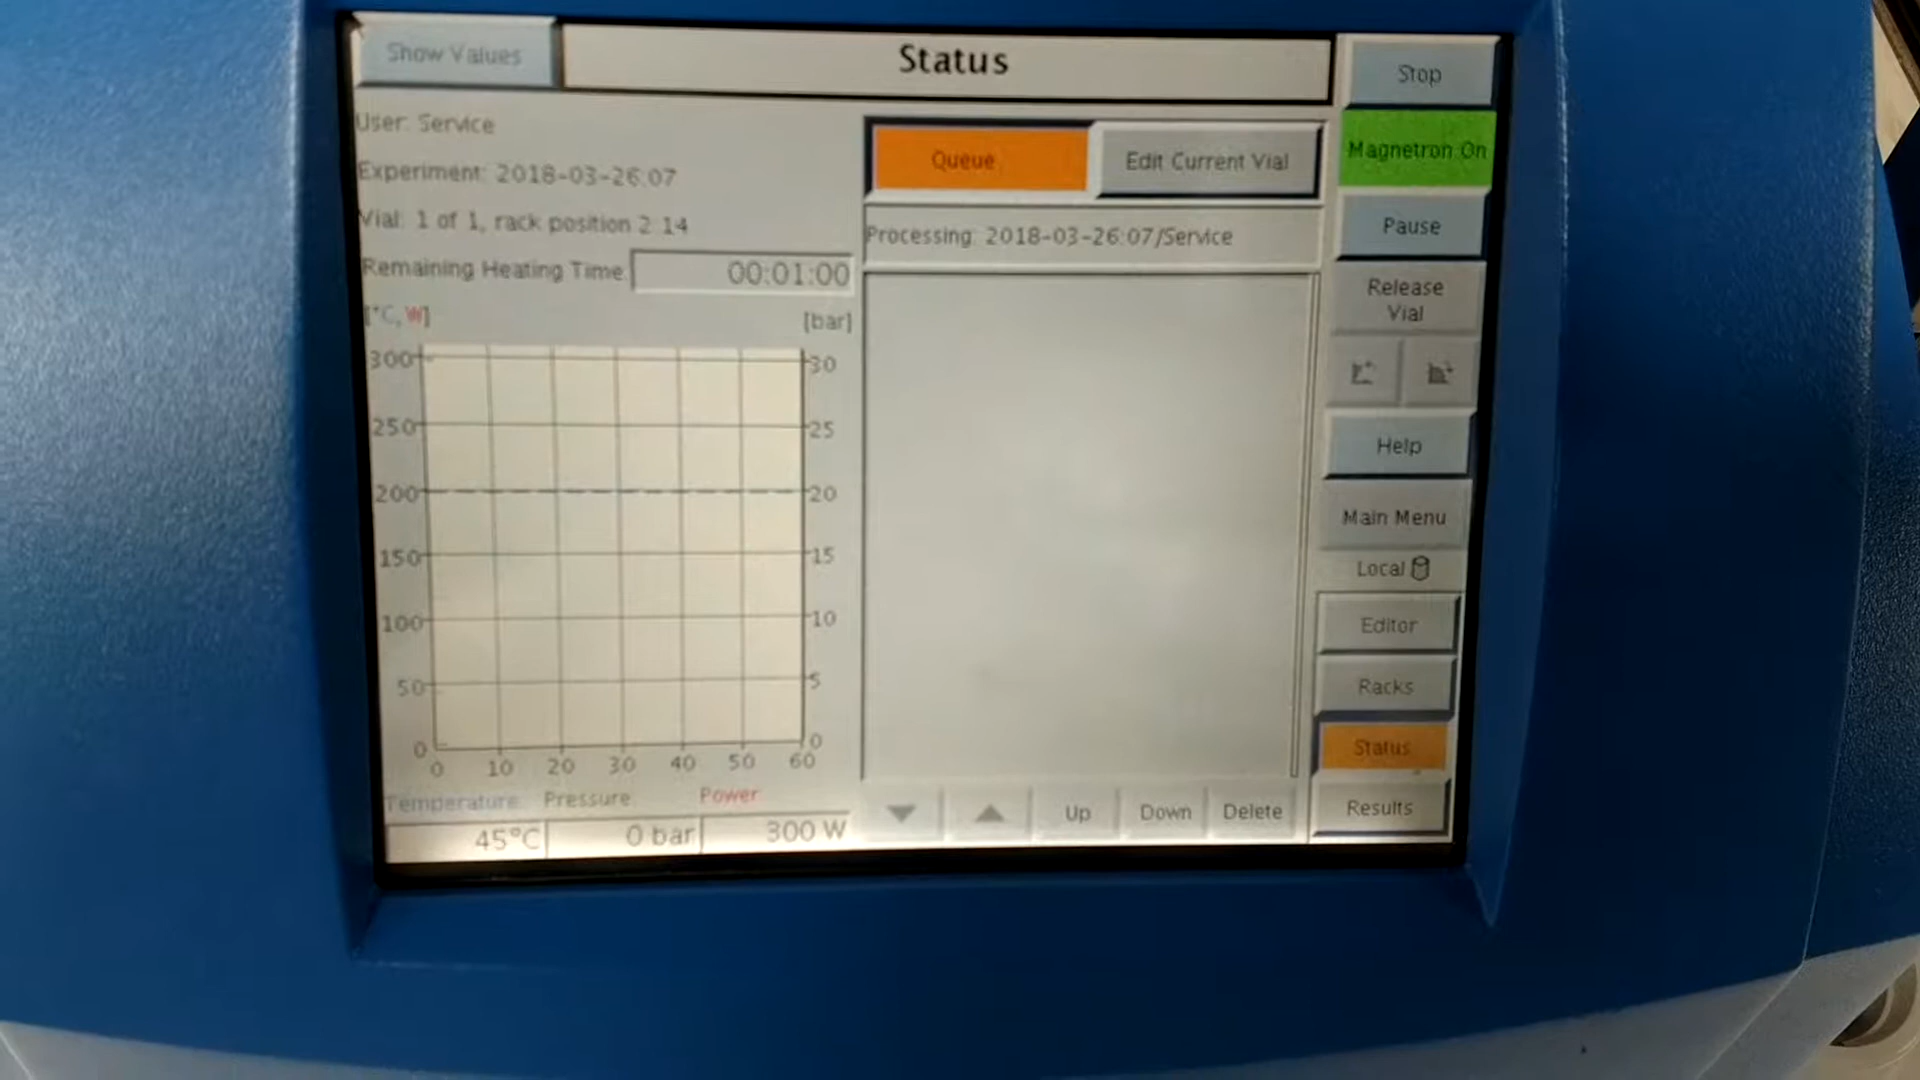 Show Values
Status
User: Service
Experiment: 2018-03-26:07
Vial: 1 of 1, rack position 2:14
Remaining Heating Time: 00:01:00
[°C,W]
[bar]
300
250
200
150
100
50
0
30
25
20
15
10
5
0
0 10 20 30 40 50 60
Temperature: Pressure: Power:
45°C 0 bar 300 W
Queue
Edit Current Vial
Processing: 2018-03-26:07/Service
Up
Down
Delete
Stop
Magnetron On
Pause
Release
Vial
Help
Main Menu
Local
Editor
Racks
Status
Results